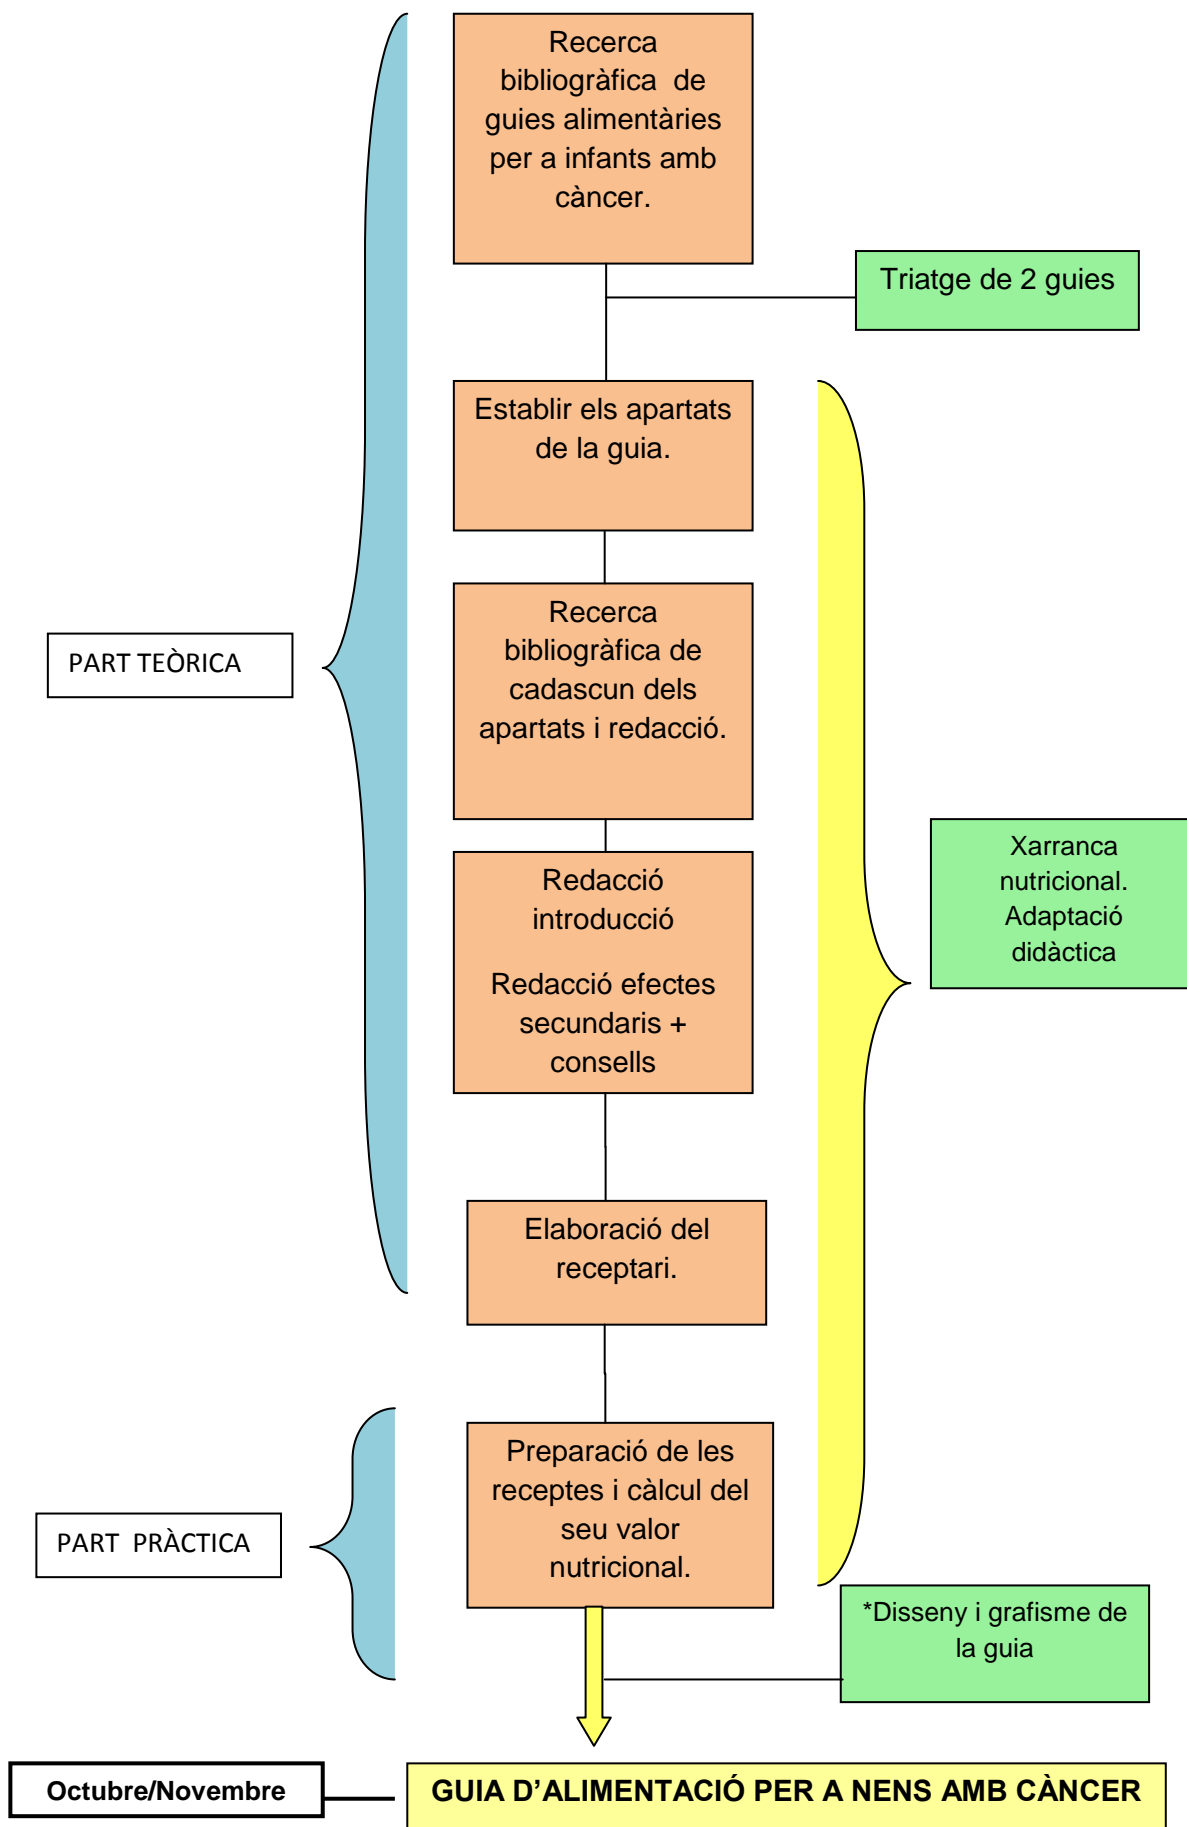 Recerca
bibliogràfica de
guies alimentàries
per a infants amb
càncer.
Triatge de 2 guies
Establir els apartats
de la guia.
Recerca
bibliogràfica de
cadascun dels
apartats i redacció.
PART TEÒRICA
Xarranca
nutricional.
Adaptació
didàctica
Redacció
introducció
Redacció efectes
secundaris +
consells
Elaboració del
receptari.
Preparació de les
receptes i càlcul del
seu valor
nutricional.
PART PRÀCTICA
*Disseny i grafisme de
la guia
Octubre/Novembre
GUIA D’ALIMENTACIÓ PER A NENS AMB CÀNCER